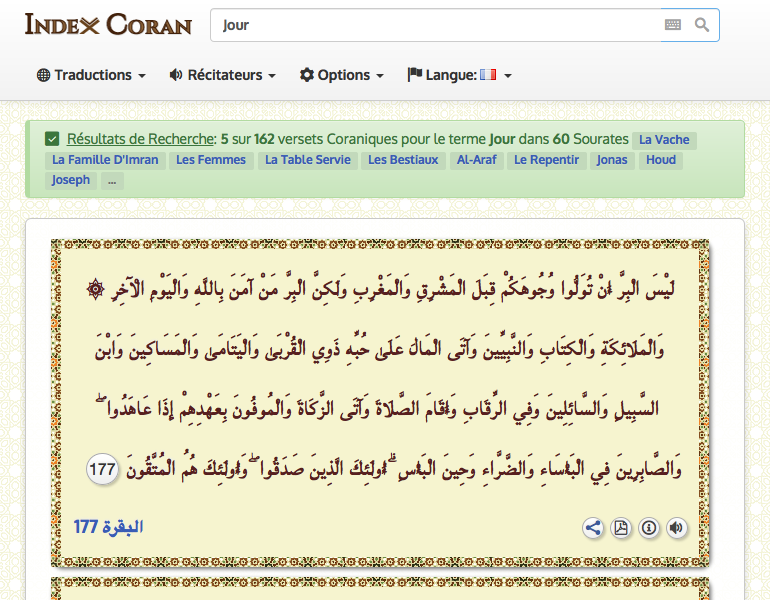 INDEX CORAN
Jour
Traductions
Récitateurs
Options
Langue:
Résultats de Recherche: 5 sur 162 versets Coraniques pour le terme Jour dans 60 Sourates La Vache
La Famille D'Imran Les Femmes La Table Servie Les Bestiaux Al-Araf Le Repentir Jonas Houd
Joseph ...
لَيْسَ الْبِرَّ أَنْ تُوَلُّوا وُجُوهَكُمْ قِبَلَ الْمَشْرِقِ وَالْمَغْرِبِ وَلَكِنَّ الْبِرَّ مَنْ آمَنَ بِاللَّهِ وَالْيَوْمِ الْآخِرِ ۞
وَالْمَلَائِكَةِ وَالْكِتَابِ وَالنَّبِيِّينَ وَآتَى الْمَالَ عَلَىٰ حُبِّهِ ذَوِي الْقُرْبَىٰ وَالْيَتَامَىٰ وَالْمَسَاكِينَ وَابْنَ
السَّبِيلِ وَالسَّائِلِينَ وَفِي الرِّقَابِ وَأَقَامَ الصَّلَاةَ وَآتَى الزَّكَاةَ وَالْمُوفُونَ بِعَهْدِهِمْ إِذَا عَاهَدُوا ۖ
وَالصَّابِرِينَ فِي الْبَأْسَاءِ وَالضَّرَّاءِ وَحِينَ الْبَأْسِ ۗ أُولَئِكَ الَّذِينَ صَدَقُوا ۖ وَأُولَئِكَ هُمُ الْمُتَّقُونَ 177
البقرة 177